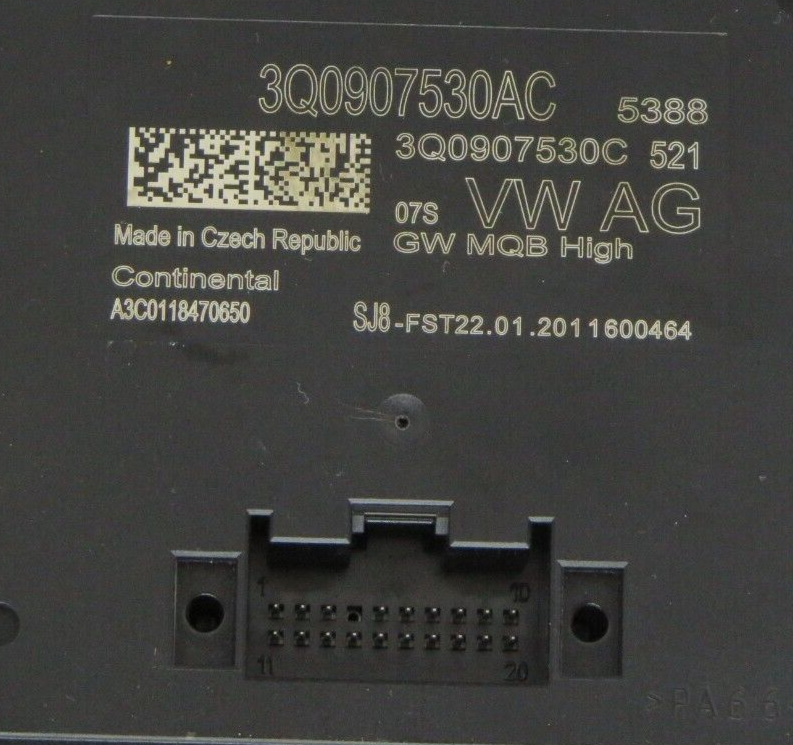 3Q0907530AC 5388
3Q0907530C 521
07S VW AG
Made in Czech Republic
GW MQB High
Continental
A3C0118470650
SJ8-FST22.01.2011600464
1 10
11 20
>PA66